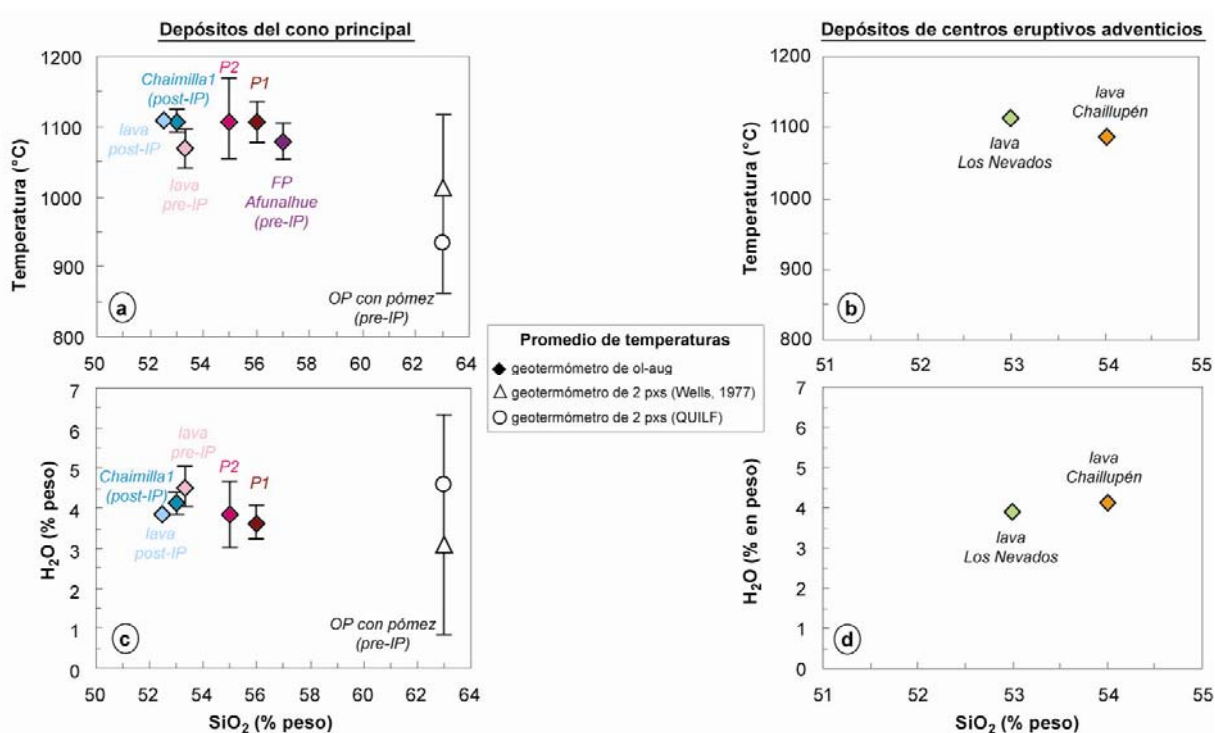 Depósitos del cono principal
Depósitos de centros eruptivos adventicios
Temperatura (°C)
1200
1100
1000
900
800
Chaimilla1
(post-IP)
P2
P1
lava
post-IP
lava
pre-IP
FP
Afunalhue
(pre-IP)
OP con pómez
(pre-IP)
a
50 52 54 56 58 60 62 64
Temperatura (°C)
1200
1100
1000
900
800
lava
Los Nevados
lava
Chaillupén
b
51 52 53 54 55
Promedio de temperaturas
geotermómetro de ol-aug
geotermómetro de 2 pxs (Wells, 1977)
geotermómetro de 2 pxs (QUILF)
H2O (% peso)
7
6
5
4
3
2
1
0
lava
pre-IP
Chaimilla1
(post-IP)
P2
P1
lava
post-IP
OP con pómez
(pre-IP)
c
50 52 54 56 58 60 62 64
SiO2 (% peso)
H2O (% en peso)
7
6
5
4
3
2
1
0
lava
Chaillupén
lava
Los Nevados
d
51 52 53 54 55
SiO2 (% peso)